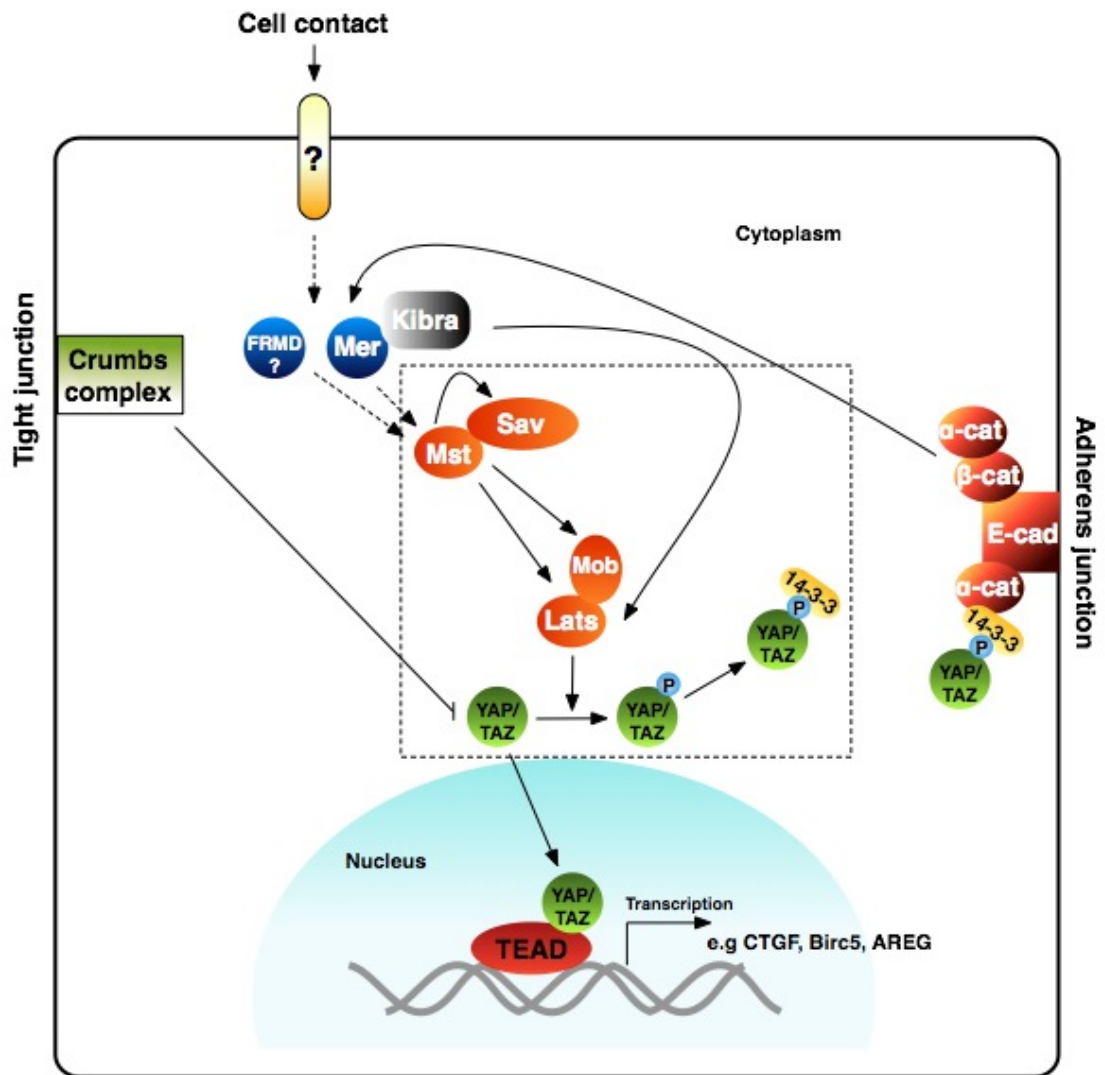 Cell contact
?
Cytoplasm
Tight junction
Crumbs
complex
FRMD
?
Mer
Kibra
Sav
Mst
Mob
Lats
α-cat
β-cat
E-cad
α-cat
14-3-3
P
YAP/
TAZ
Adherens junction
14-3-3
P
YAP/
TAZ
YAP/
TAZ
P
YAP/
TAZ
Nucleus
YAP/
TAZ
TEAD
Transcription
e.g CTGF, Birc5, AREG